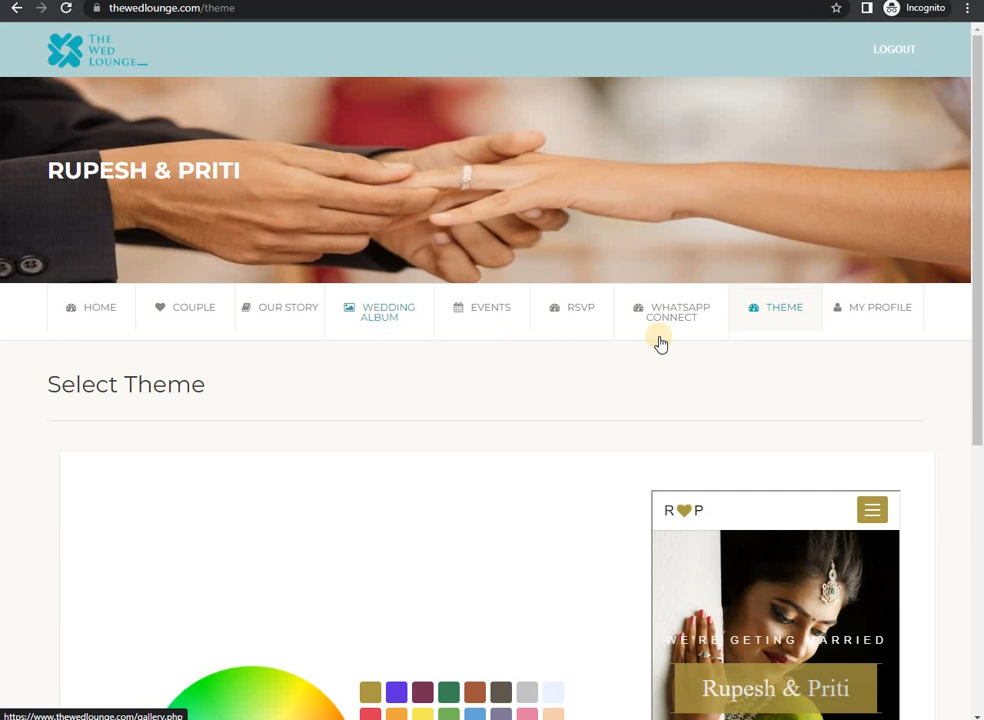 thewedlounge.com/theme
Incognito
THE
WED
LOUNGE
LOGOUT
RUPESH & PRITI
HOME
COUPLE
OUR STORY
WEDDING
ALBUM
EVENTS
RSVP
WHATSAPP
CONNECT
THEME
MY PROFILE
Select Theme
R P
WE'RE GETING MARRIED
Rupesh & Priti
https://www.thewedlounge.com/gallery.php